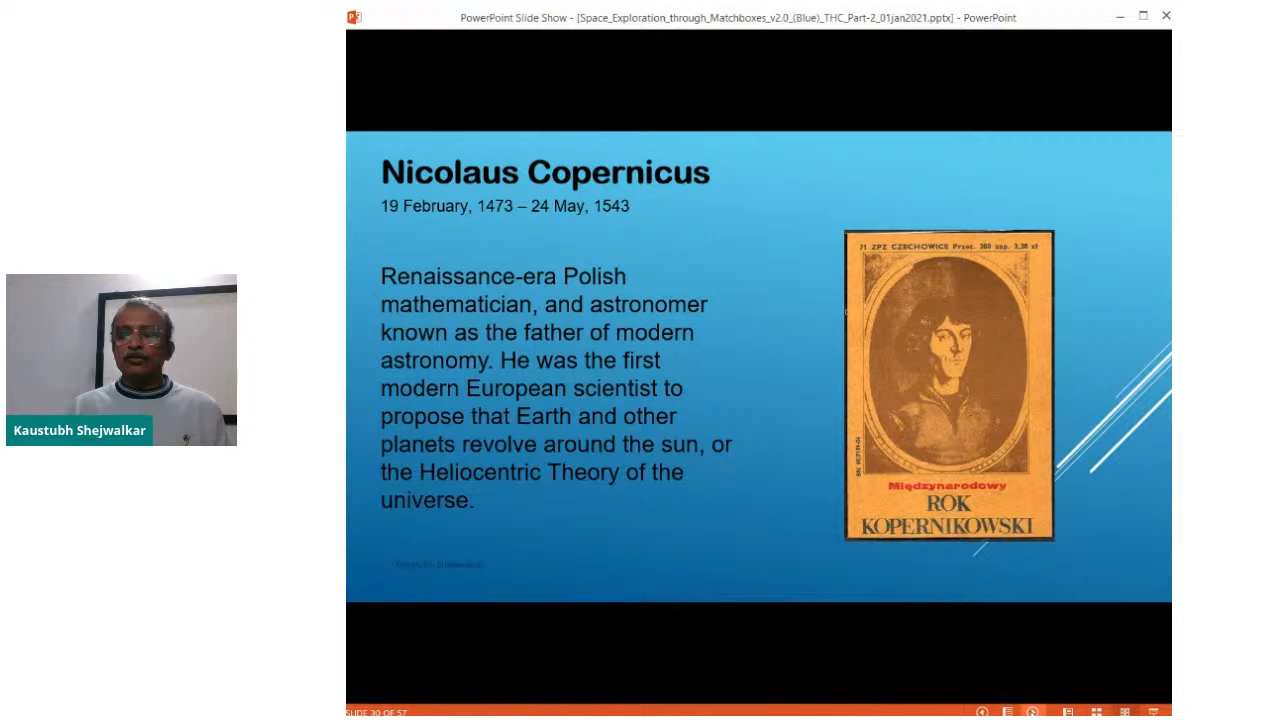 PowerPoint Slide Show - [Space_Exploration_through_Matchboxes_v2.0_(Blue)_THC_Part-2_01jan2021.pptx] - PowerPoint
Nicolaus Copernicus
19 February, 1473 – 24 May, 1543
Renaissance-era Polish
mathematician, and astronomer
known as the father of modern
astronomy. He was the first
modern European scientist to
propose that Earth and other
planets revolve around the sun, or
the Heliocentric Theory of the
universe.
71 ZPZ CZECHOWICE Przec. 200 zap. 3,20 zł
Międzynarodowy
ROK
KOPERNIKOWSKI
Kaustubh Shejwalkar
SLIDE 30 OF 57